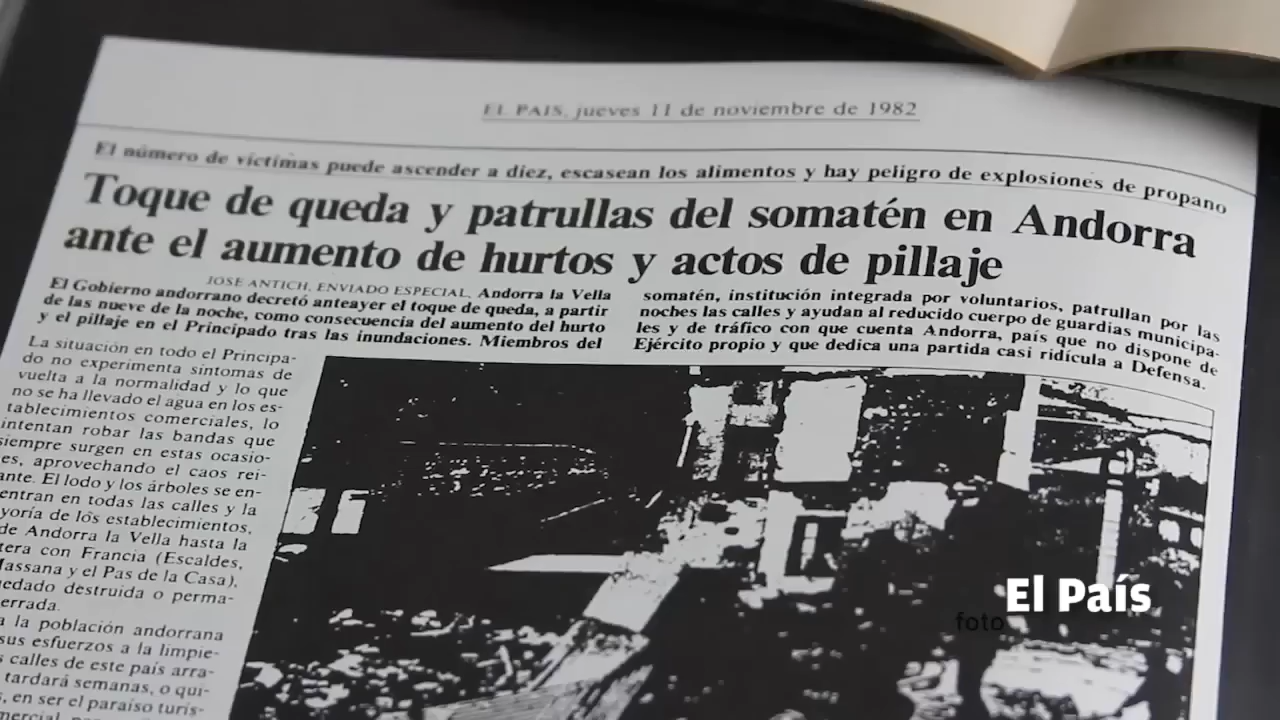 EL PAIS, jueves 11 de noviembre de 1982
El número de víctimas puede ascender a diez, escasean los alimentos y hay peligro de explosiones de propano
Toque de queda y patrullas del somatén en Andorra
ante el aumento de hurtos y actos de pillaje
JOSE ANTICH, ENVIADO ESPECIAL, Andorra la Vella
El Gobierno andorrano decretó anteayer el toque de queda, a partir
de las nueve de la noche, como consecuencia del aumento del hurto
y el pillaje en el Principado tras las inundaciones. Miembros del
somatén, institución integrada por voluntarios, patrullan por las
noches las calles y ayudan al reducido cuerpo de guardias municipa-
les y de tráfico con que cuenta Andorra, país que no dispone de
Ejército propio y que dedica una partida casi ridícula a Defensa.
La situación en todo el Principa-
do no experimenta síntomas de
vuelta a la normalidad y lo que
no se ha llevado el agua en los es-
tablecimientos comerciales, lo
intentan robar las bandas que
siempre surgen en estas ocasio-
es, aprovechando el caos rei-
ante. El lodo y los árboles se en-
entran en todas las calles y la
yoría de los establecimientos,
de Andorra la Vella hasta la
tera con Francia (Escaldes,
Massana y el Pas de la Casa),
uedado destruida o perma-
errada.
a la población andorrana
sus esfuerzos a la limpie-
s calles de este país arra-
tardará semanas, o qui-
s, en ser el paraíso turís-
foto
El País